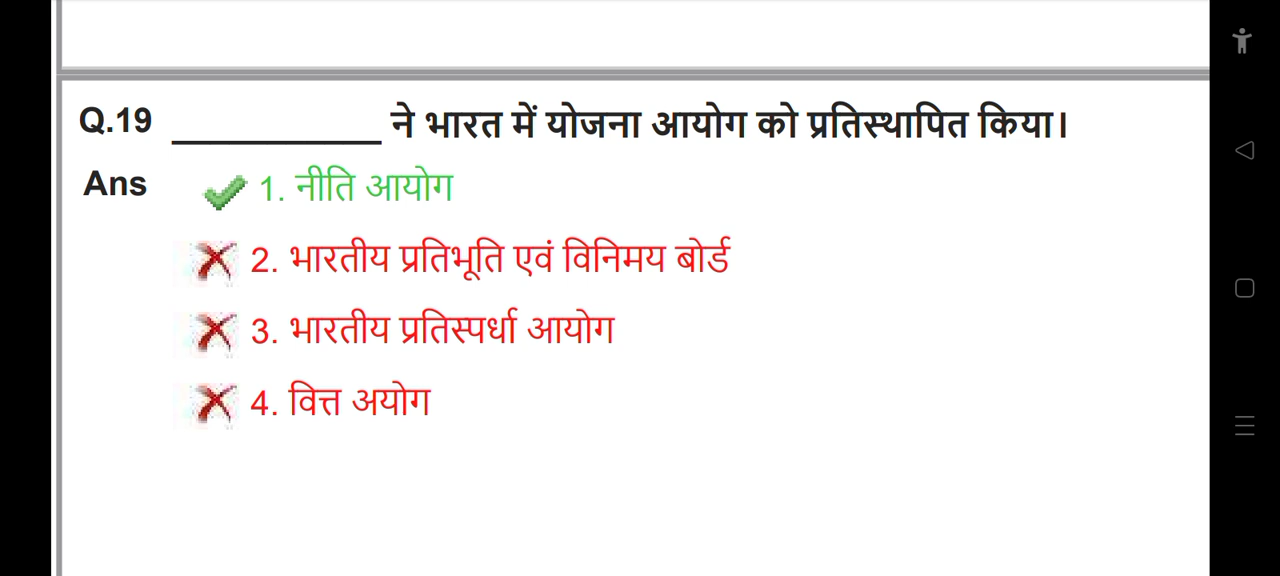 Q.19 ____________ ने भारत में योजना आयोग को प्रतिस्थापित किया।
Ans 1. नीति आयोग
2. भारतीय प्रतिभूति एवं विनिमय बोर्ड
3. भारतीय प्रतिस्पर्धा आयोग
4. वित्त अयोग